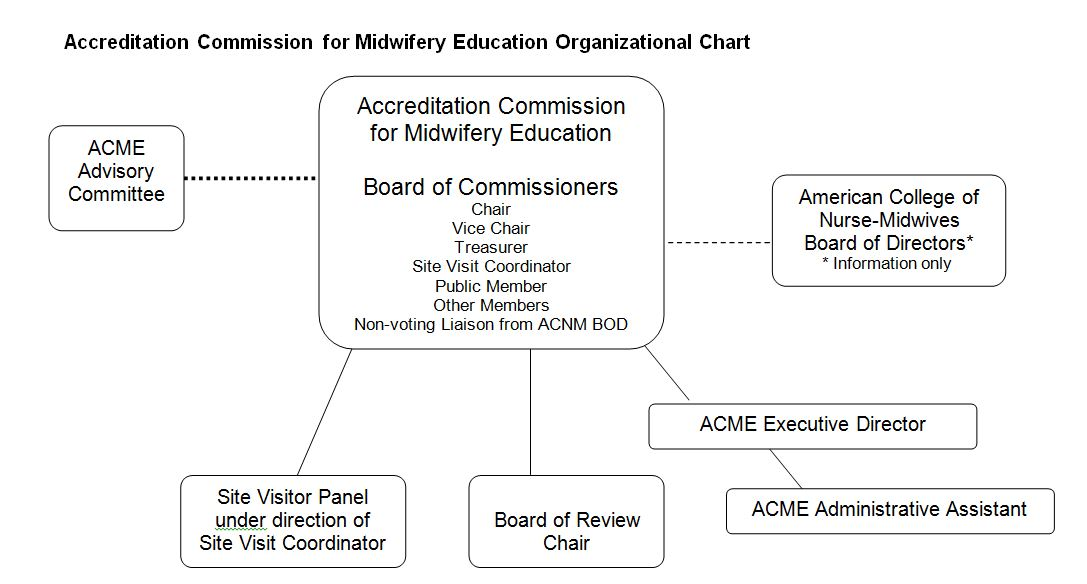 Accreditation Commission for Midwifery Education Organizational Chart
Accreditation Commission
for Midwifery Education
Board of Commissioners
Chair
Vice Chair
Treasurer
Site Visit Coordinator
Public Member
Other Members
Non-voting Liaison from ACNM BOD
ACME
Advisory
Committee
American College of
Nurse-Midwives
Board of Directors*
* Information only
ACME Executive Director
ACME Administrative Assistant
Site Visitor Panel
under direction of
Site Visit Coordinator
Board of Review
Chair